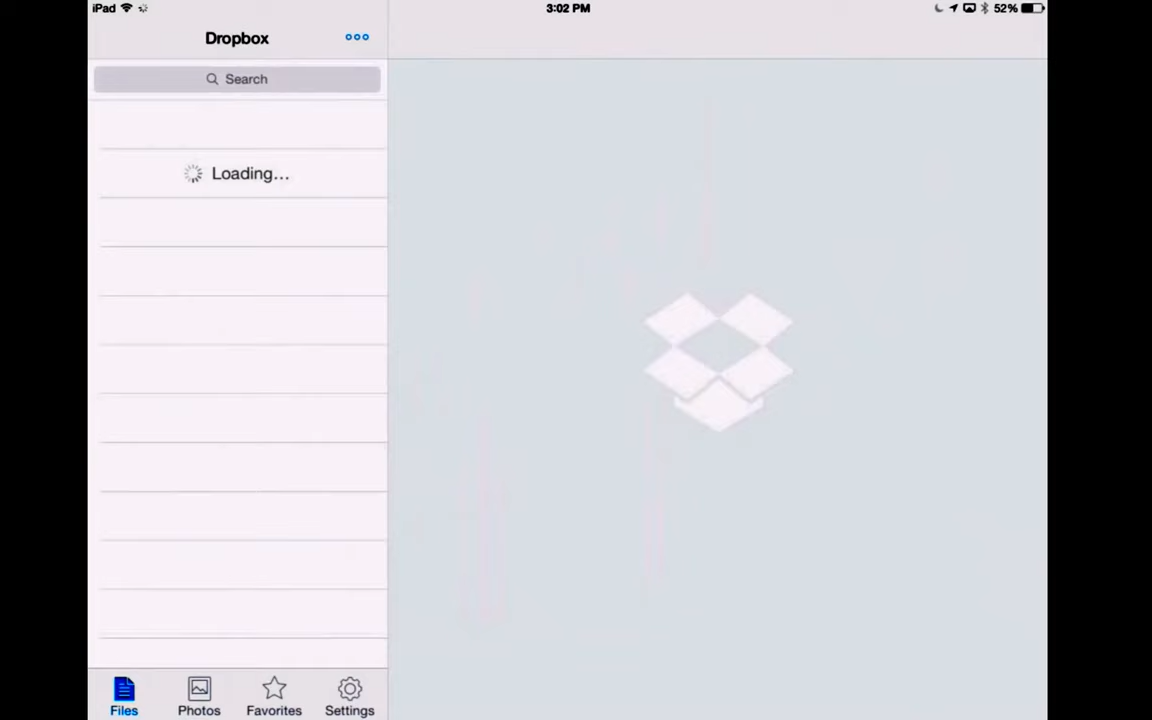 iPad 3:02 PM 52%
Dropbox
Search
Loading...
Files Photos Favorites Settings